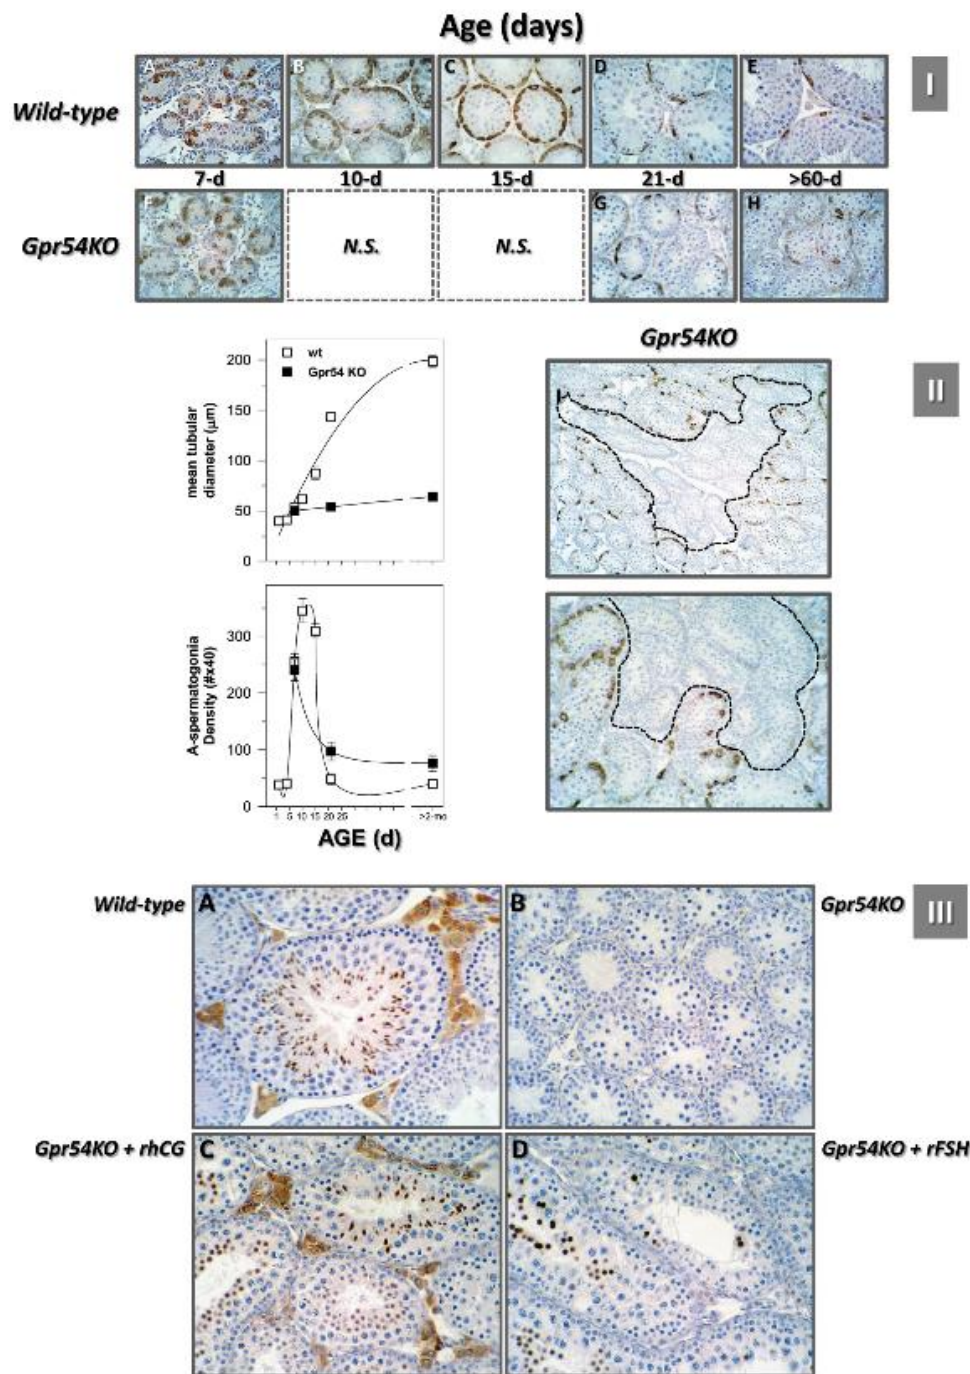 Age (days)
I
Wild-type
A B C D E
7-d 10-d 15-d 21-d >60-d
Gpr54KO
F N.S. N.S. G H
Gpr54KO
II
wt
Gpr54 KO
mean tubular
diameter (µm)
200
150
100
50
0
I
A-spermatogonia
Density (#x40)
300
200
100
0
1 5 10 15 20 25 >2-mo
AGE (d)
Wild-type A B Gpr54KO III
Gpr54KO + rhCG C D Gpr54KO + rFSH